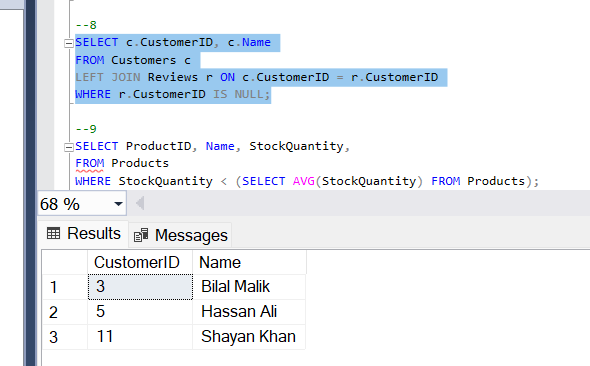 --8
SELECT c.CustomerID, c.Name
FROM Customers c
LEFT JOIN Reviews r ON c.CustomerID = r.CustomerID
WHERE r.CustomerID IS NULL;
--9
SELECT ProductID, Name, StockQuantity,
FROM Products
WHERE StockQuantity < (SELECT AVG(StockQuantity) FROM Products);
68 %
Results Messages
CustomerID Name
1 3 Bilal Malik
2 5 Hassan Ali
3 11 Shayan Khan